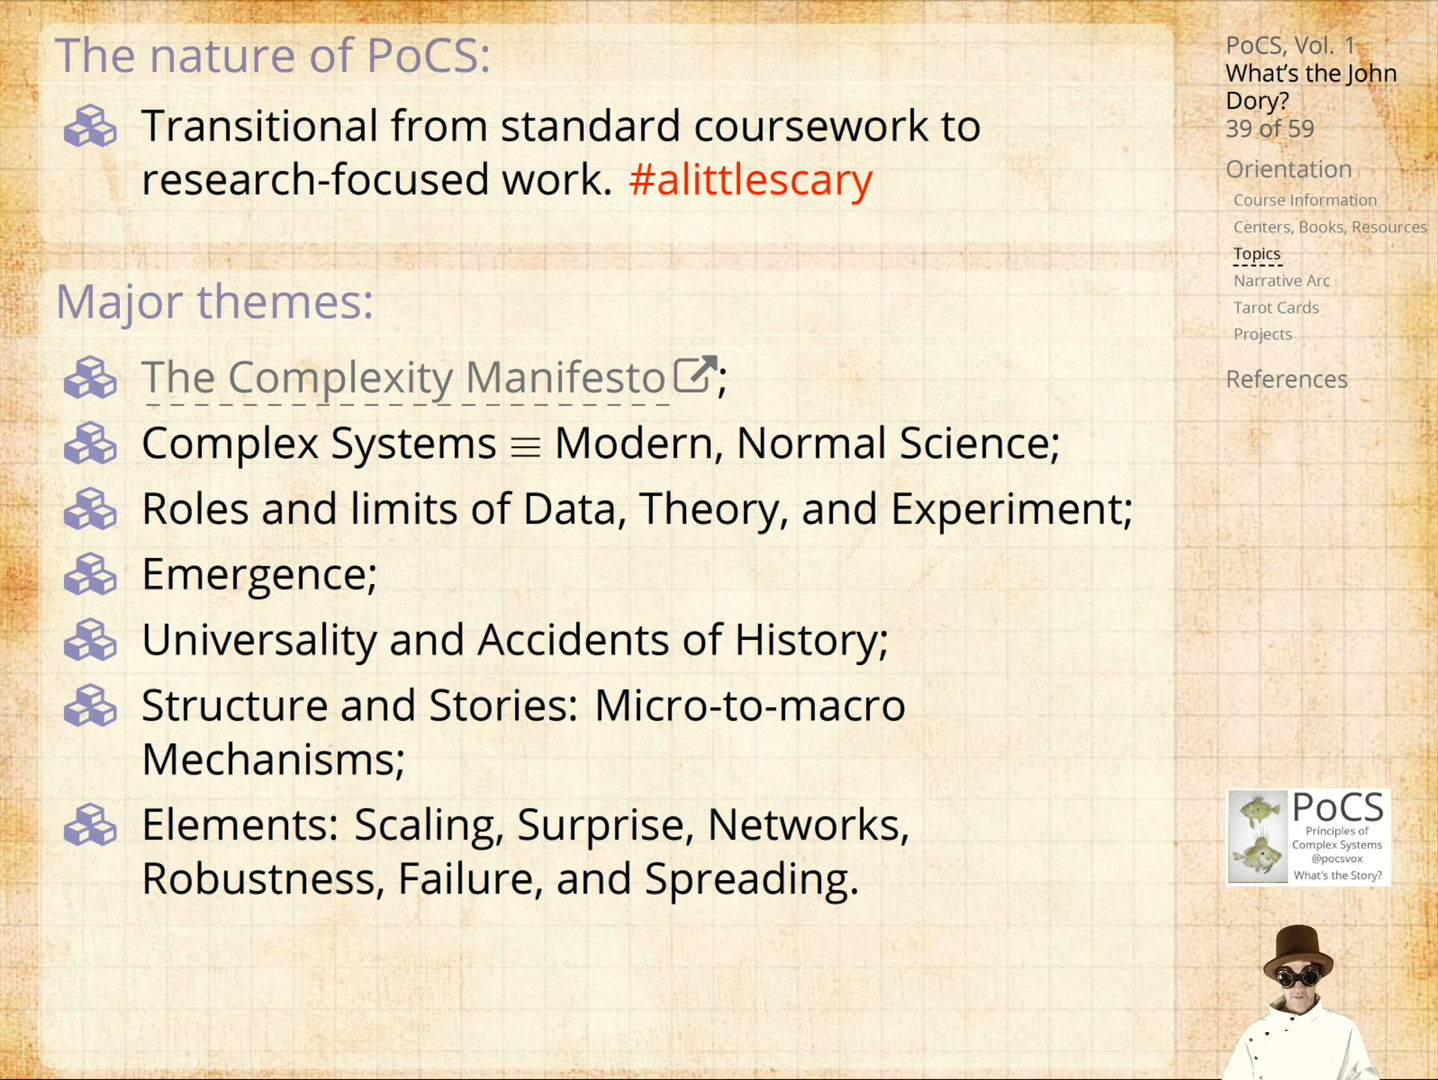 The nature of PoCS:
Transitional from standard coursework to
research-focused work. #alittlescary
Major themes:
The Complexity Manifesto;
Complex Systems ≡ Modern, Normal Science;
Roles and limits of Data, Theory, and Experiment;
Emergence;
Universality and Accidents of History;
Structure and Stories: Micro-to-macro
Mechanisms;
Elements: Scaling, Surprise, Networks,
Robustness, Failure, and Spreading.
PoCS, Vol. 1
What's the John
Dory?
39 of 59
Orientation
Course Information
Centers, Books, Resources
Topics
Narrative Arc
Tarot Cards
Projects
References
PoCS
Principles of
Complex Systems
@pocsvox
What's the Story?